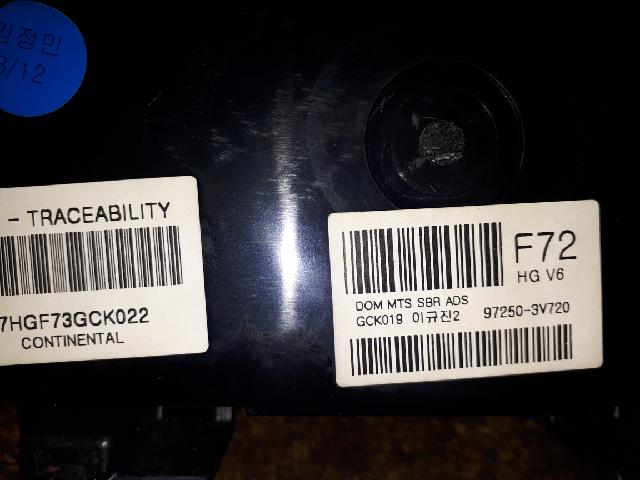 김정민
3/12
- TRACEABILITY
7HGF73GCK022
CONTINENTAL
F72
HG V6
DOM MTS SBR ADS
GCK019 이규진2 97250-3V720